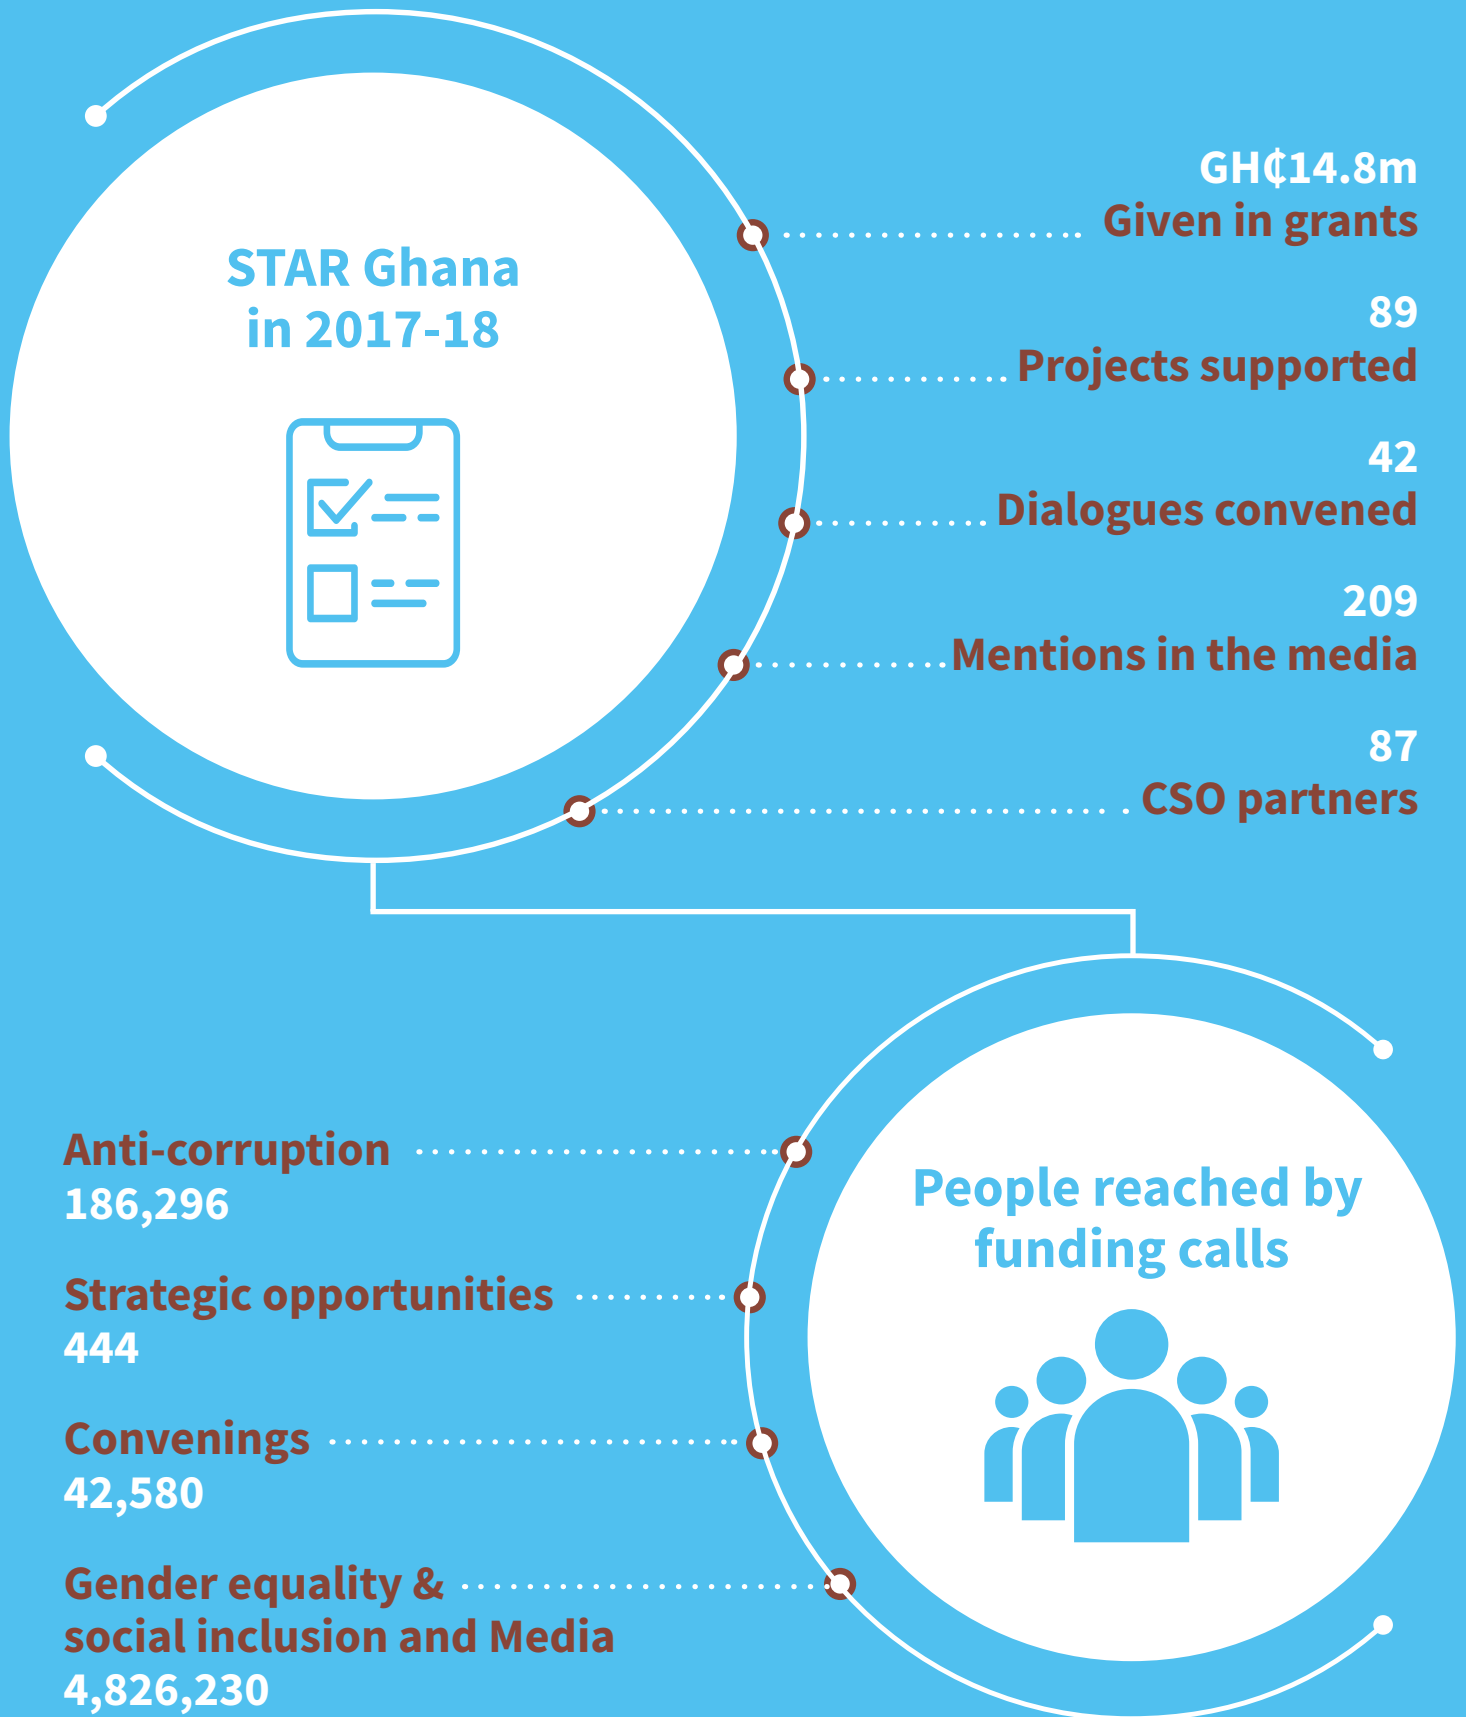 STAR Ghana
in 2017-18
GH₵14.8m
Given in grants
89
Projects supported
42
Dialogues convened
209
Mentions in the media
87
CSO partners
People reached by
funding calls
Anti-corruption
186,296
Strategic opportunities
444
Convenings
42,580
Gender equality &
social inclusion and Media
4,826,230